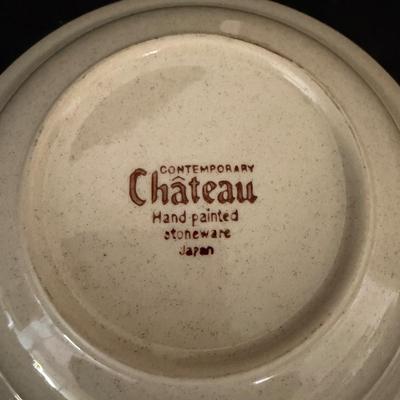 CONTEMPORARY
Château
Hand-painted
stoneware
Japan